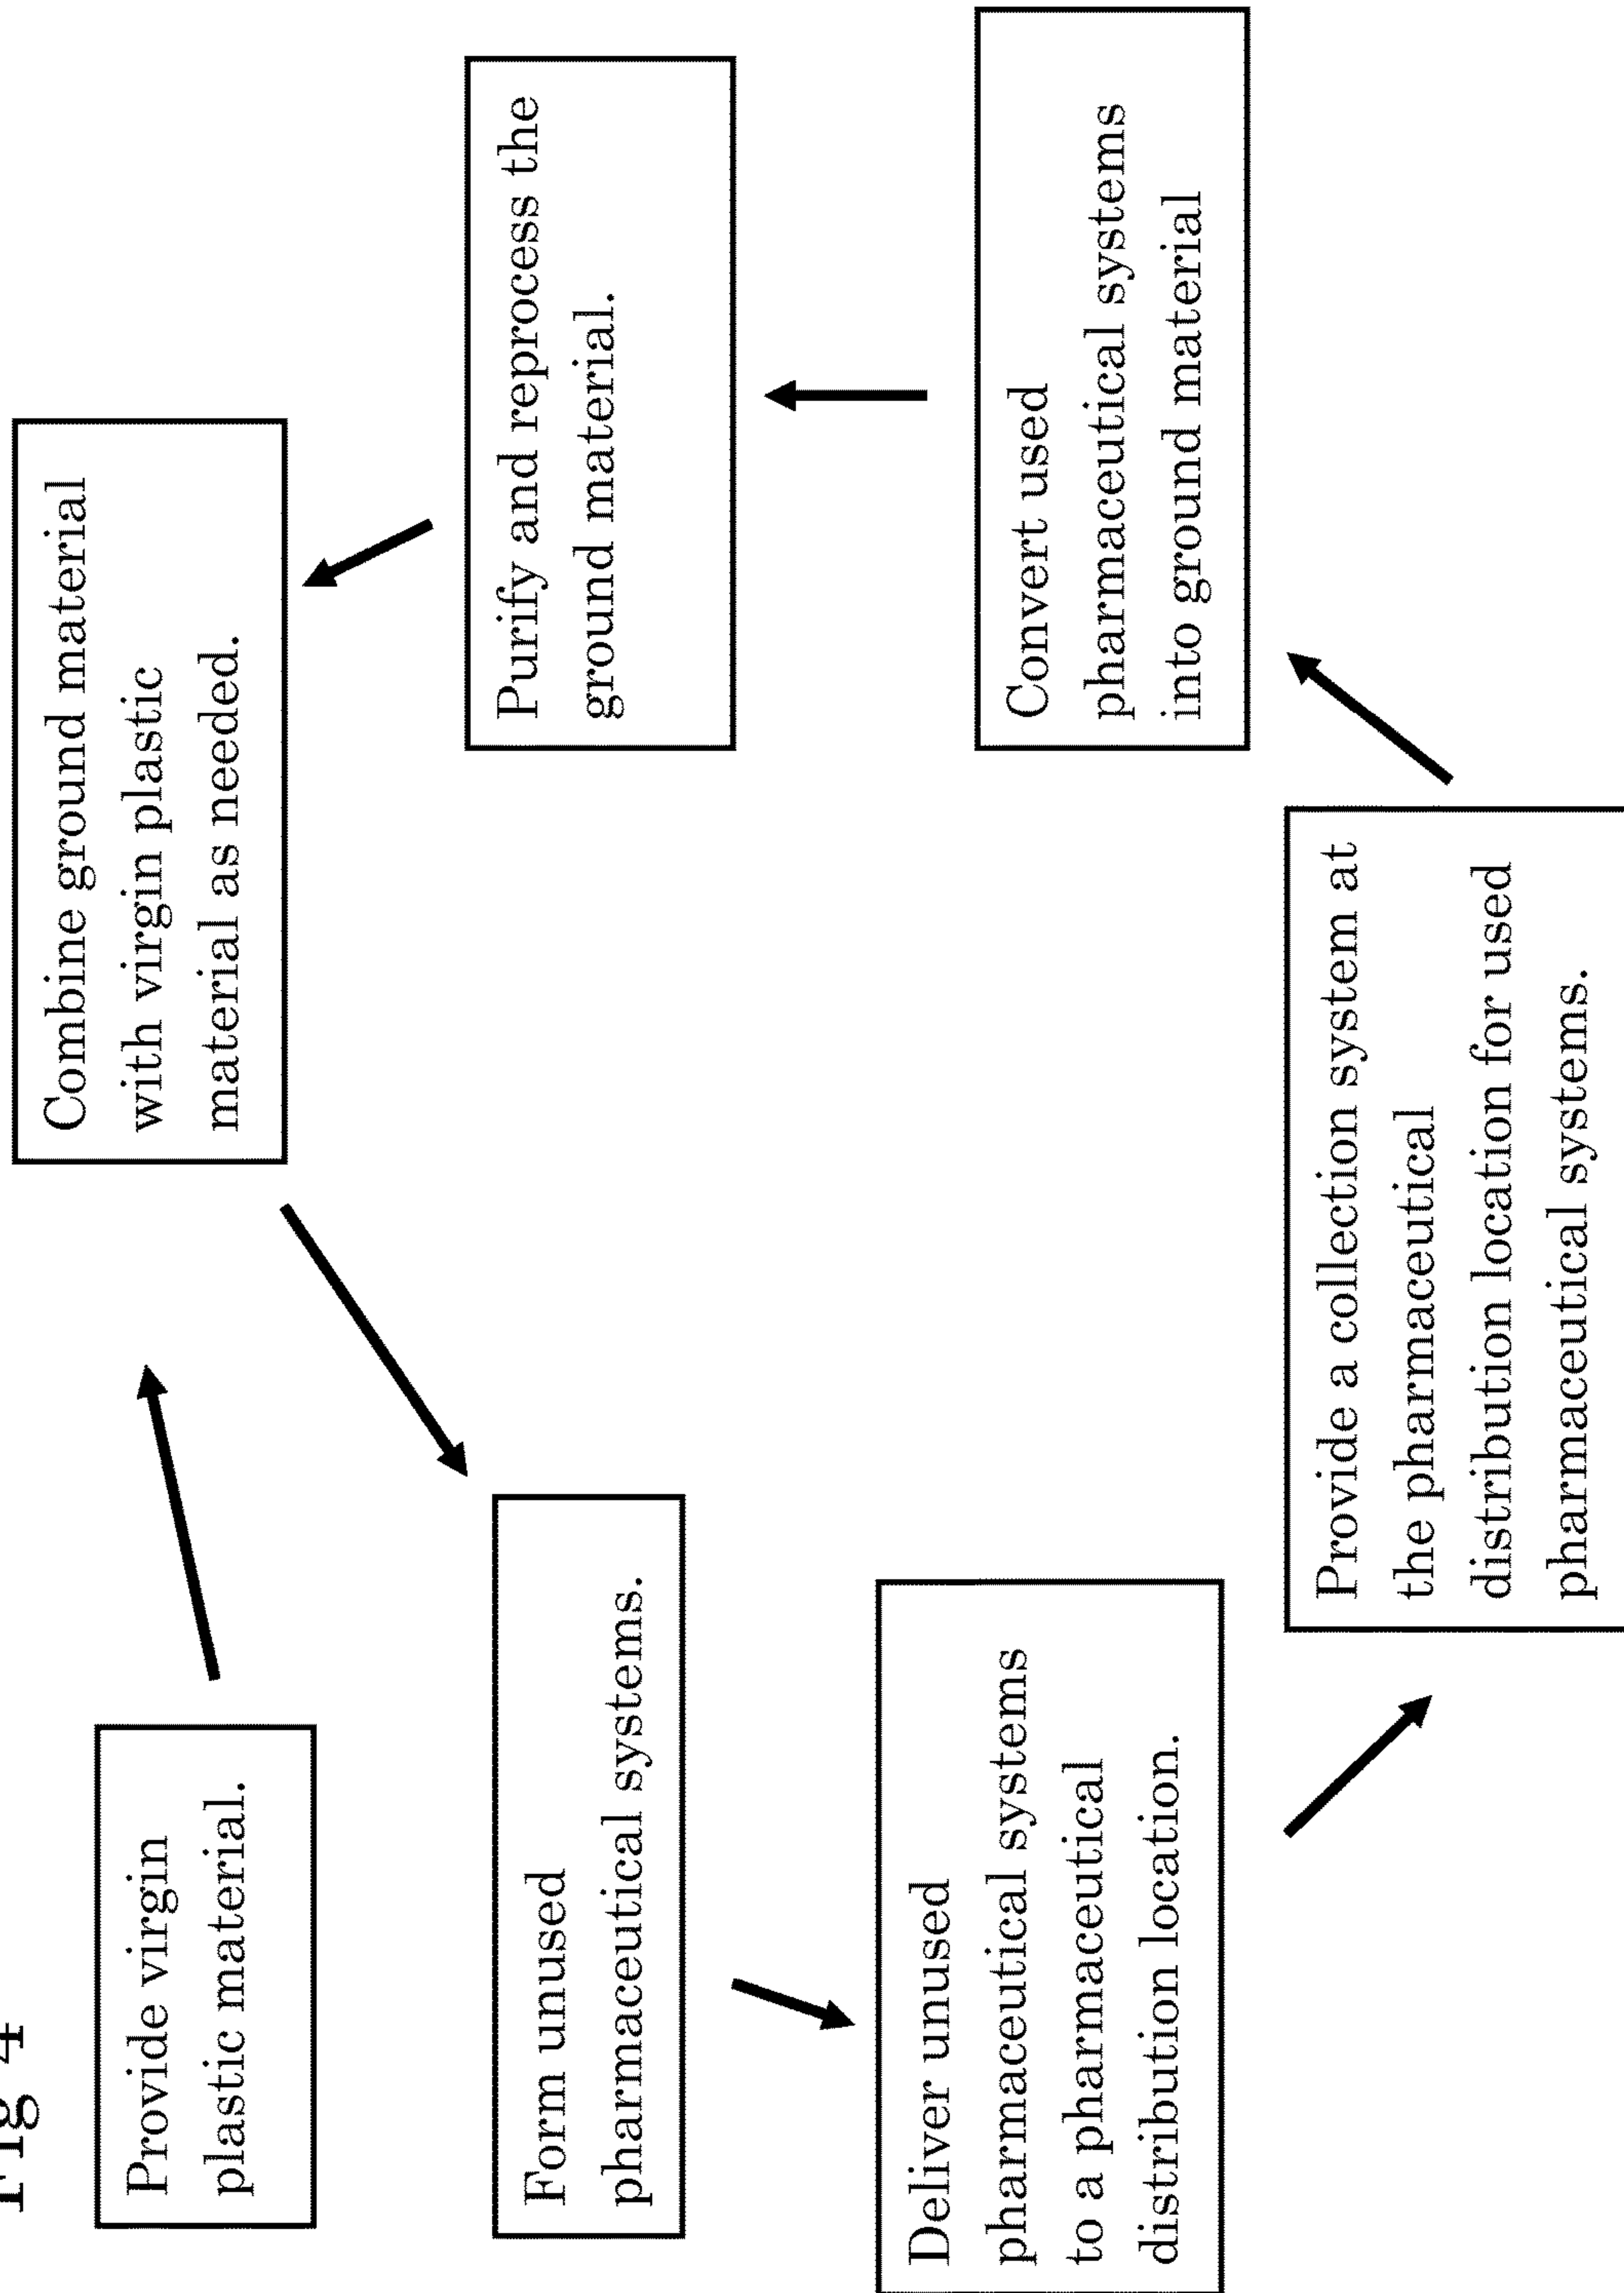 Fig 4
Provide virgin
plastic material.
Combine ground material
with virgin plastic
material as needed.
Form unused
pharmaceutical systems.
Purify and reprocess the
ground material.
Deliver unused
pharmaceutical systems
to a pharmaceutical
distribution location.
Convert used
pharmaceutical systems
into ground material
Provide a collection system at
the pharmaceutical
distribution location for used
pharmaceutical systems.